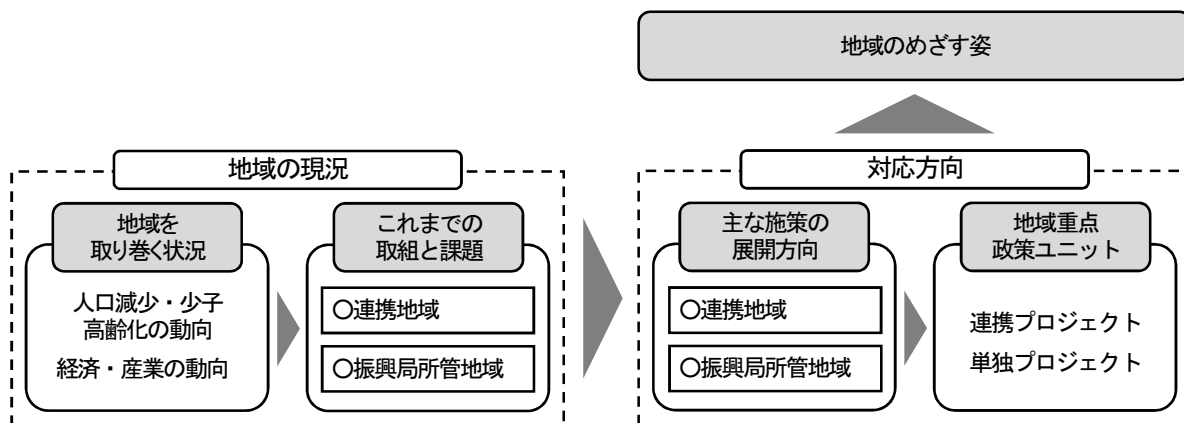 地域のめざす姿
地域の現況
地域を
取り巻く状況
人口減少・少子
高齢化の動向
経済・産業の動向
これまでの
取組と課題
○連携地域
○振興局所管地域
対応方向
主な施策の
展開方向
○連携地域
○振興局所管地域
地域重点
政策ユニット
連携プロジェクト
単独プロジェクト